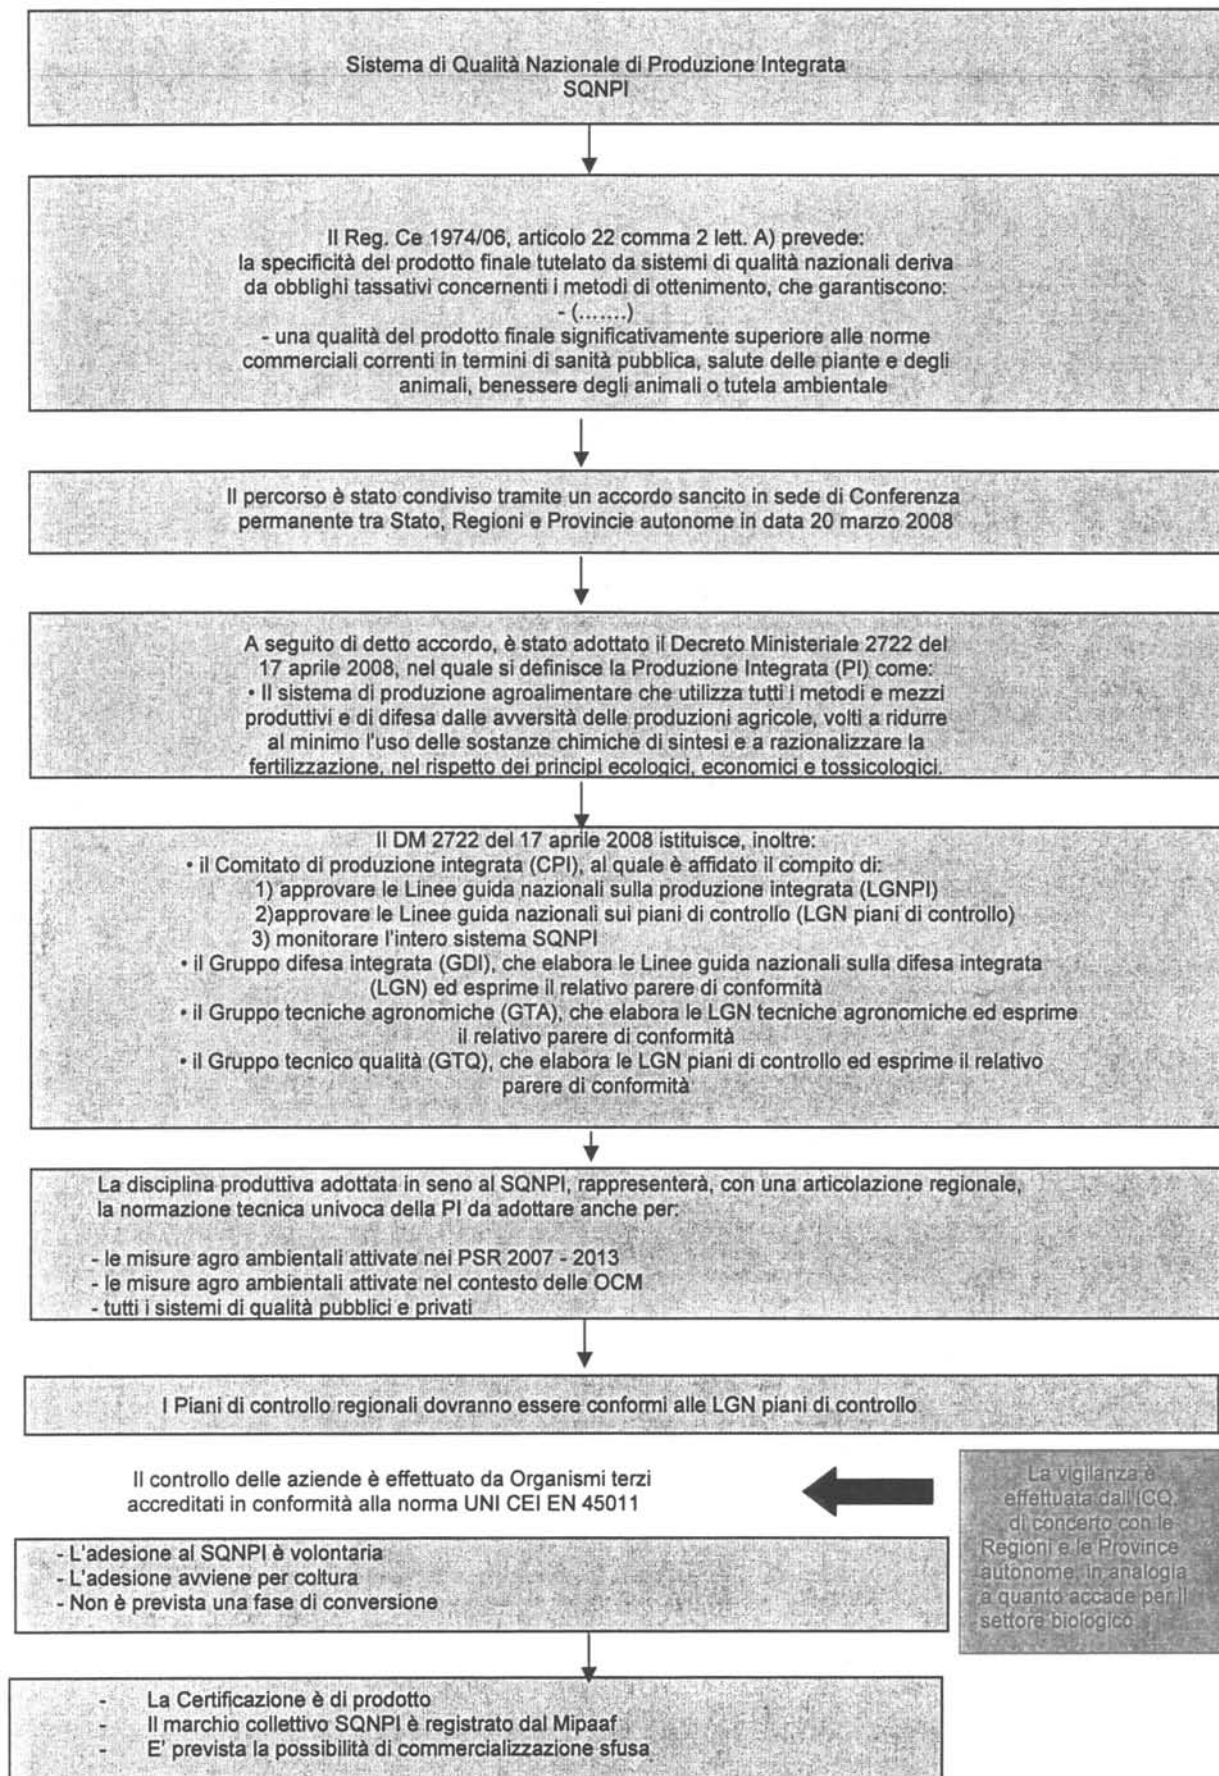 Sistema di Qualità Nazionale di Produzione Integrata
SQNPI
Il Reg. Ce 1974/06, articolo 22 comma 2 lett. A) prevede:
la specificità del prodotto finale tutelato da sistemi di qualità nazionali deriva
da obblighi tassativi concernenti i metodi di ottenimento, che garantiscono:
- (.......)
- una qualità del prodotto finale significativamente superiore alle norme
commerciali correnti in termini di sanità pubblica, salute delle piante e degli
animali, benessere degli animali o tutela ambientale
Il percorso è stato condiviso tramite un accordo sancito in sede di Conferenza
permanente tra Stato, Regioni e Provincie autonome in data 20 marzo 2008
A seguito di detto accordo, è stato adottato il Decreto Ministeriale 2722 del
17 aprile 2008, nel quale si definisce la Produzione Integrata (PI) come:
• Il sistema di produzione agroalimentare che utilizza tutti i metodi e mezzi
produttivi e di difesa dalle avversità delle produzioni agricole, volti a ridurre
al minimo l'uso delle sostanze chimiche di sintesi e a razionalizzare la
fertilizzazione, nel rispetto dei principi ecologici, economici e tossicologici.
Il DM 2722 del 17 aprile 2008 istituisce, inoltre:
• il Comitato di produzione integrata (CPI), al quale è affidato il compito di:
1) approvare le Linee guida nazionali sulla produzione integrata (LGNPI)
2)approvare le Linee guida nazionali sui piani di controllo (LGN piani di controllo)
3) monitorare l'intero sistema SQNPI
• il Gruppo difesa integrata (GDI), che elabora le Linee guida nazionali sulla difesa integrata
(LGN) ed esprime il relativo parere di conformità
• il Gruppo tecniche agronomiche (GTA), che elabora le LGN tecniche agronomiche ed esprime
il relativo parere di conformità
• il Gruppo tecnico qualità (GTQ), che elabora le LGN piani di controllo ed esprime il relativo
parere di conformità
La disciplina produttiva adottata in seno al SQNPI, rappresenterà, con una articolazione regionale,
la normazione tecnica univoca della PI da adottare anche per:
- le misure agro ambientali attivate nei PSR 2007 - 2013
- le misure agro ambientali attivate nel contesto delle OCM
- tutti i sistemi di qualità pubblici e privati
I Piani di controllo regionali dovranno essere conformi alle LGN piani di controllo
Il controllo delle aziende è effettuato da Organismi terzi
accreditati in conformità alla norma UNI CEI EN 45011
La vigilanza è
effettuata dall'ICQ,
di concerto con le
Regioni e le Province
autonome, in analogia
a quanto accade per il
settore biologico
- L'adesione al SQNPI è volontaria
- L'adesione avviene per coltura
- Non è prevista una fase di conversione
- La Certificazione è di prodotto
- Il marchio collettivo SQNPI è registrato dal Mipaaf
- E' prevista la possibilità di commercializzazione sfusa